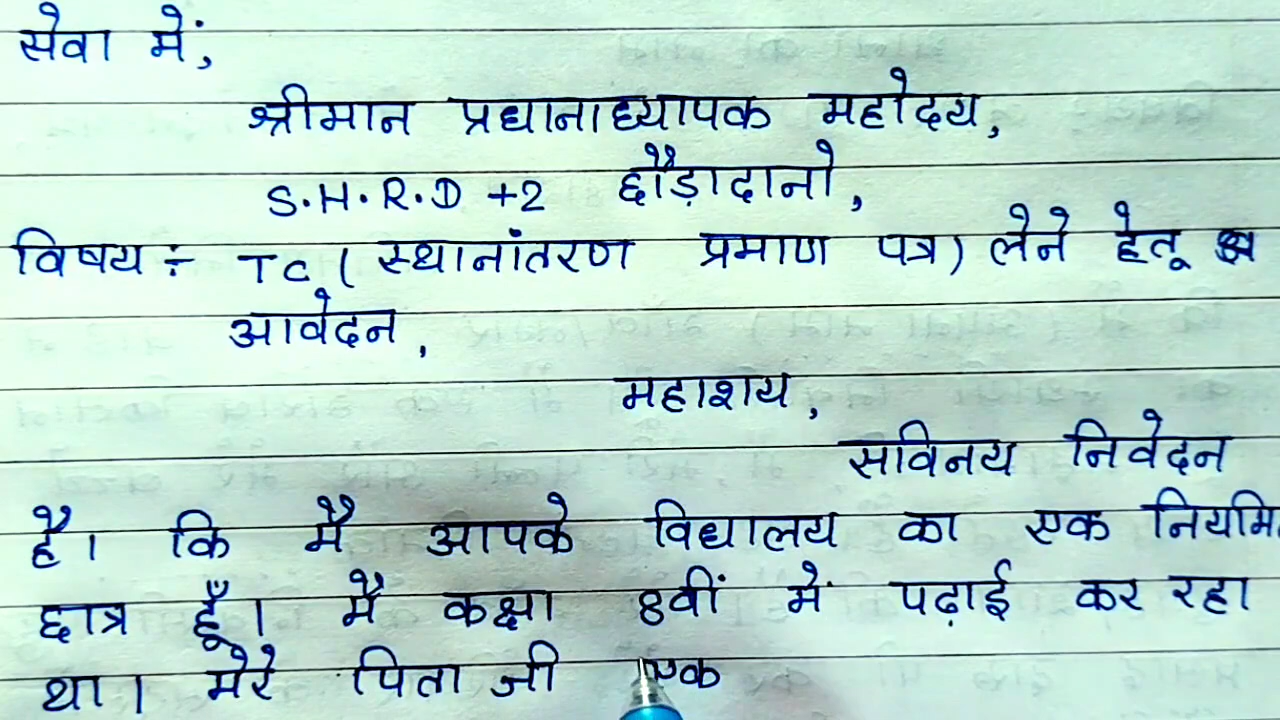 सेवा में,
श्रीमान प्रधानाध्यापक महोदय,
S.H.R.D +2 छौड़ादानो,
विषय ÷ TC ( स्थानांतरण प्रमाण पत्र) लेने हेतू
आवेदन,
महाशय,
सविनय निवेदन
है। कि मै आपके विद्यालय का एक नियमि
छात्र हूँ। मै कक्षा 8वीं में पढ़ाई कर रहा
था। मेरे पिता जी एक